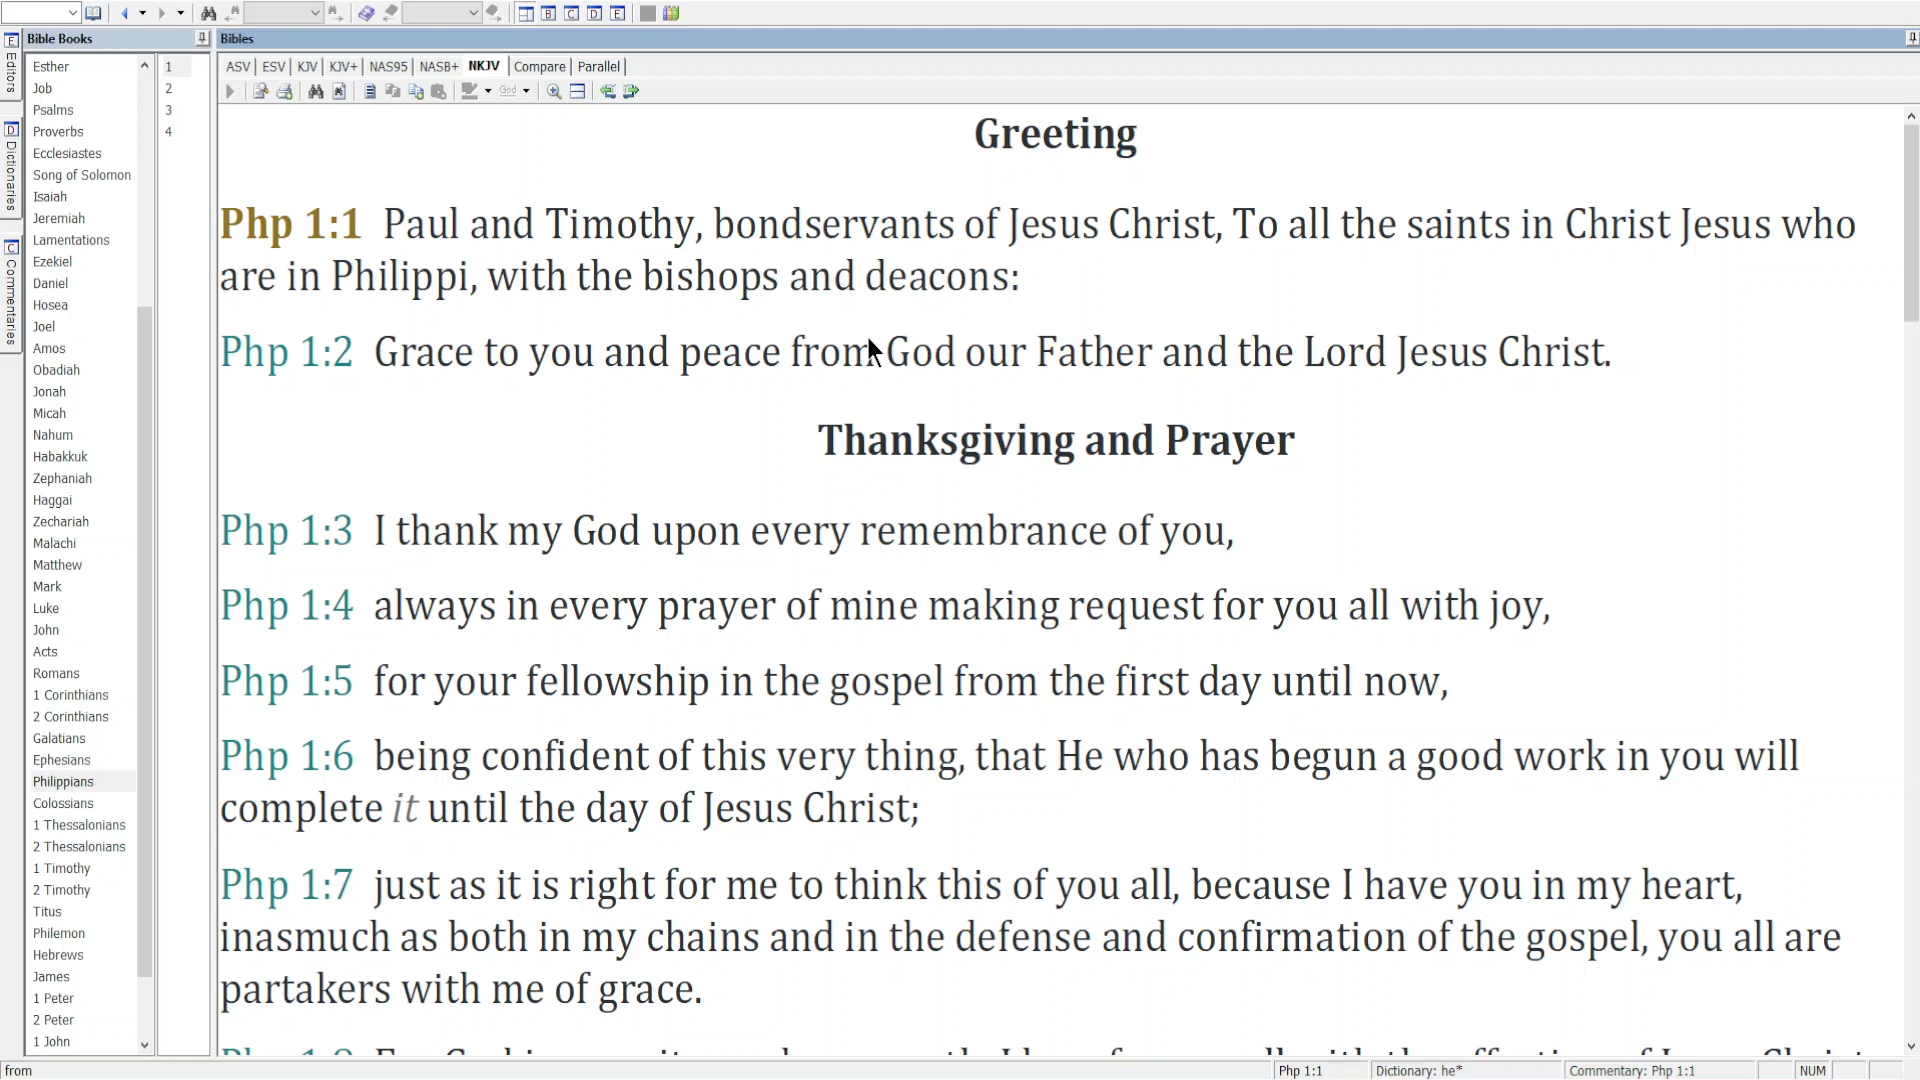 Bible Books
Bibles
Editors
Dictionaries
Commentaries
Esther
Job
Psalms
Proverbs
Ecclesiastes
Song of Solomon
Isaiah
Jeremiah
Lamentations
Ezekiel
Daniel
Hosea
Joel
Amos
Obadiah
Jonah
Micah
Nahum
Habakkuk
Zephaniah
Haggai
Zechariah
Malachi
Matthew
Mark
Luke
John
Acts
Romans
1 Corinthians
2 Corinthians
Galatians
Ephesians
Philippians
Colossians
1 Thessalonians
2 Thessalonians
1 Timothy
2 Timothy
Titus
Philemon
Hebrews
James
1 Peter
2 Peter
1 John
1
2
3
4
ASV ESV KJV KJV+ NAS95 NASB+ NKJV Compare Parallel
God
Greeting
Php 1:1 Paul and Timothy, bondservants of Jesus Christ, To all the saints in Christ Jesus who
are in Philippi, with the bishops and deacons:
Php 1:2 Grace to you and peace from God our Father and the Lord Jesus Christ.
Thanksgiving and Prayer
Php 1:3 I thank my God upon every remembrance of you,
Php 1:4 always in every prayer of mine making request for you all with joy,
Php 1:5 for your fellowship in the gospel from the first day until now,
Php 1:6 being confident of this very thing, that He who has begun a good work in you will
complete it until the day of Jesus Christ;
Php 1:7 just as it is right for me to think this of you all, because I have you in my heart,
inasmuch as both in my chains and in the defense and confirmation of the gospel, you all are
partakers with me of grace.
from
Php 1:1
Dictionary: he*
Commentary: Php 1:1
NUM